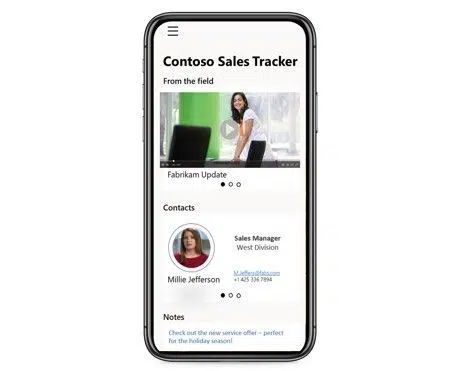 Contoso Sales Tracker
From the field
Fabrikam Update
Contacts
Sales Manager
West Division
M.Jeffers@fabs.com
+1 425 336 7894
Millie Jefferson
Notes
Check out the new service offer – perfect
for the holiday season!